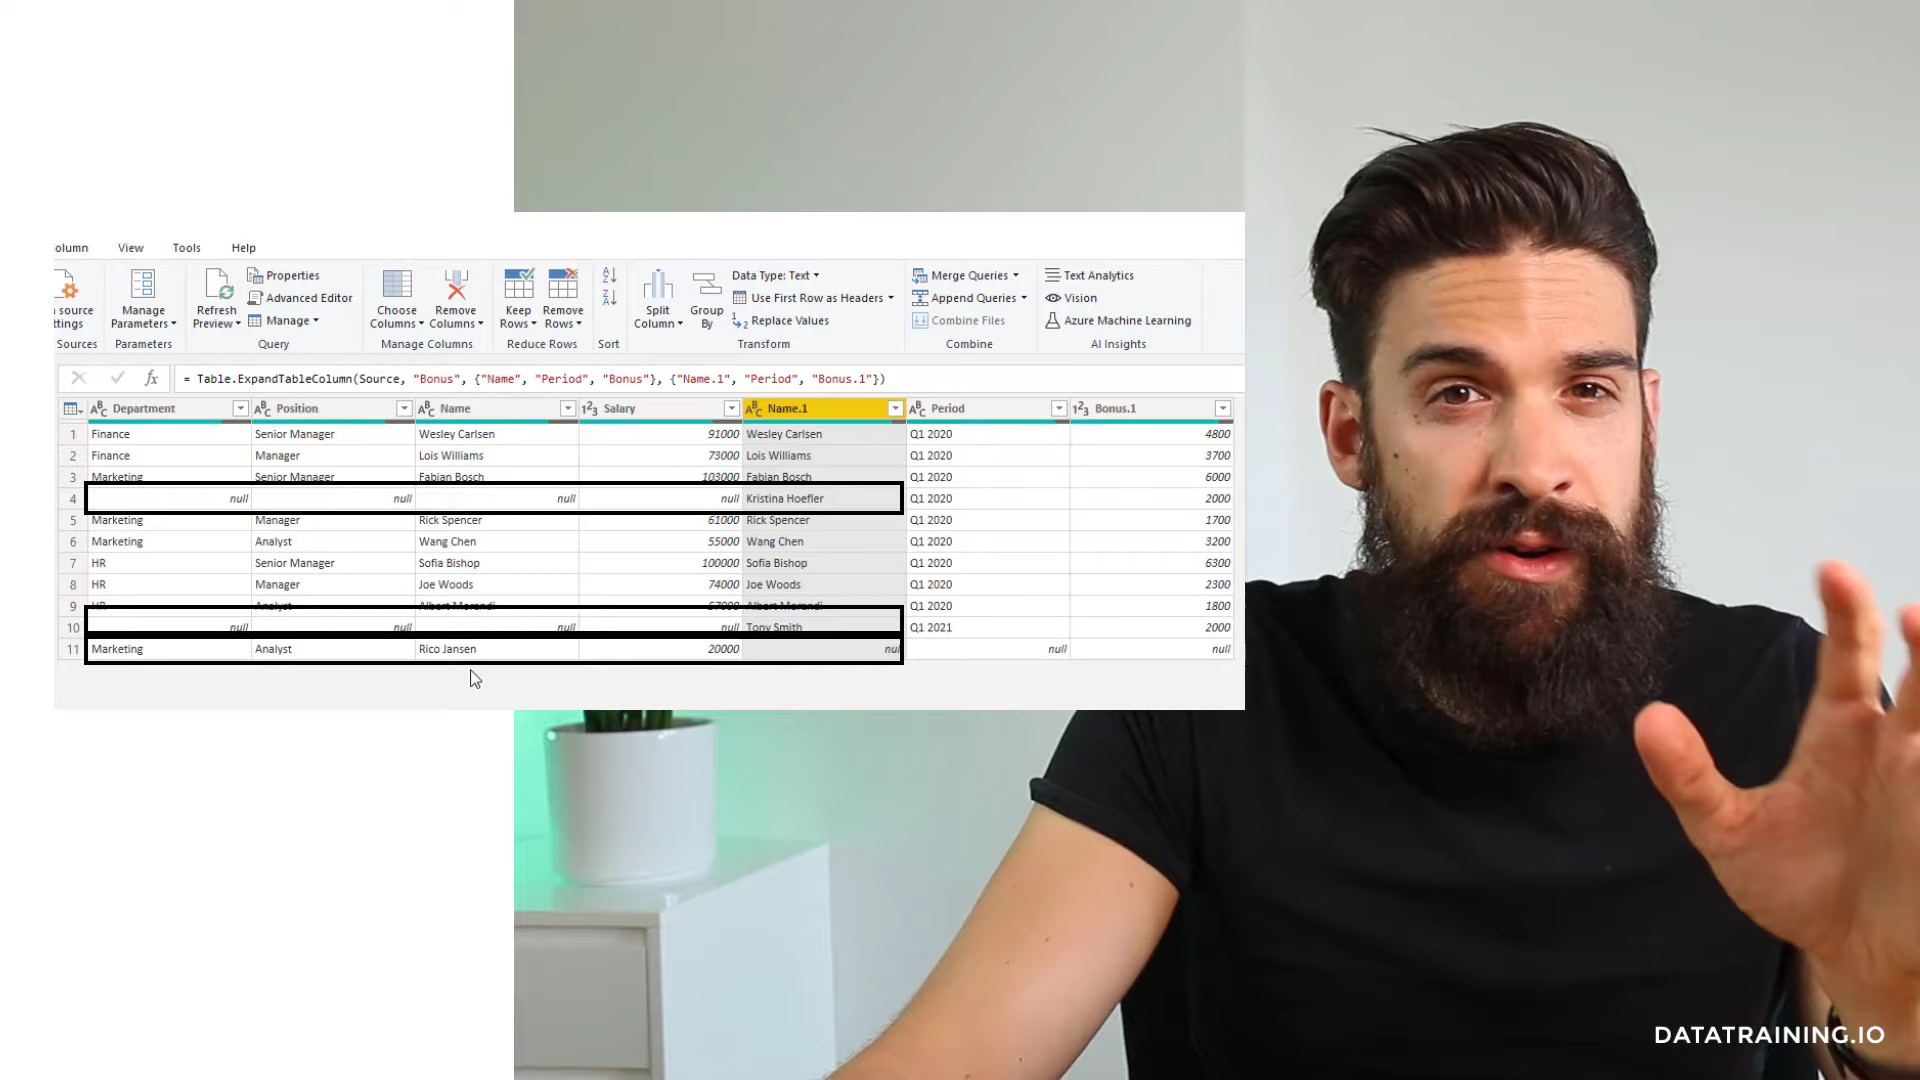 olumn View Tools Help
source
ttings
Manage
Parameters
Refresh
Preview
Properties
Advanced Editor
Manage
Choose
Columns
Remove
Columns
Keep
Rows
Remove
Rows
Split
Column
Group
By
Data Type: Text
Use First Row as Headers
Replace Values
Merge Queries
Append Queries
Combine Files
Text Analytics
Vision
Azure Machine Learning
Sources Parameters Query Manage Columns Reduce Rows Sort Transform Combine AI Insights
fx = Table.ExpandTableColumn(Source, "Bonus", {"Name", "Period", "Bonus"}, {"Name.1", "Period", "Bonus.1"})
Department Position Name Salary Name.1 Period Bonus.1
1 Finance Senior Manager Wesley Carlsen 91000 Wesley Carlsen Q1 2020 4800
2 Finance Manager Lois Williams 73000 Lois Williams Q1 2020 3700
3 Marketing Senior Manager Fabian Bosch 103000 Fabian Bosch Q1 2020 6000
4 null null null null Kristina Hoefler Q1 2020 2000
5 Marketing Manager Rick Spencer 61000 Rick Spencer Q1 2020 1700
6 Marketing Analyst Wang Chen 55000 Wang Chen Q1 2020 3200
7 HR Senior Manager Sofia Bishop 100000 Sofia Bishop Q1 2020 6300
8 HR Manager Joe Woods 74000 Joe Woods Q1 2020 2300
9 HR Analyst Albert 57000 Albert Q1 2020 1800
10 null null null null Tony Smith Q1 2021 2000
11 Marketing Analyst Rico Jansen 20000 nul null null
DATATRAINING.IO